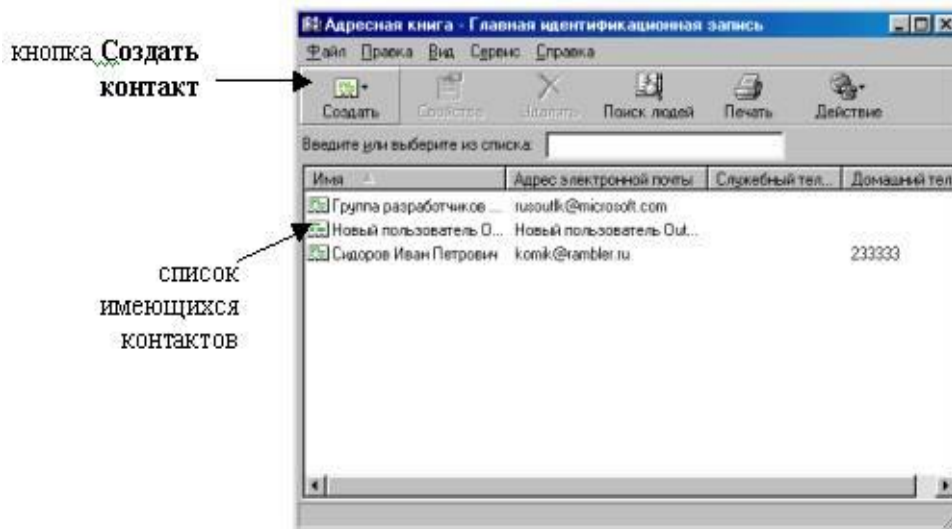 кнопка Создать
контакт
список
имеющихся
контактов
Адресная книга - Главная идентификационная запись
Файл Правка Вид Сервис Справка
Создать Свойства Удалить Поиск людей Печать Действие
Введите или выберите из списка:
Имя Адрес электронной почты Служебный тел... Домашний тел
Группа разработчиков ... rusoutlk@microsoft.com
Новый пользователь O... Новый пользователь Out...
Сидоров Иван Петрович komik@rambler.ru 233333